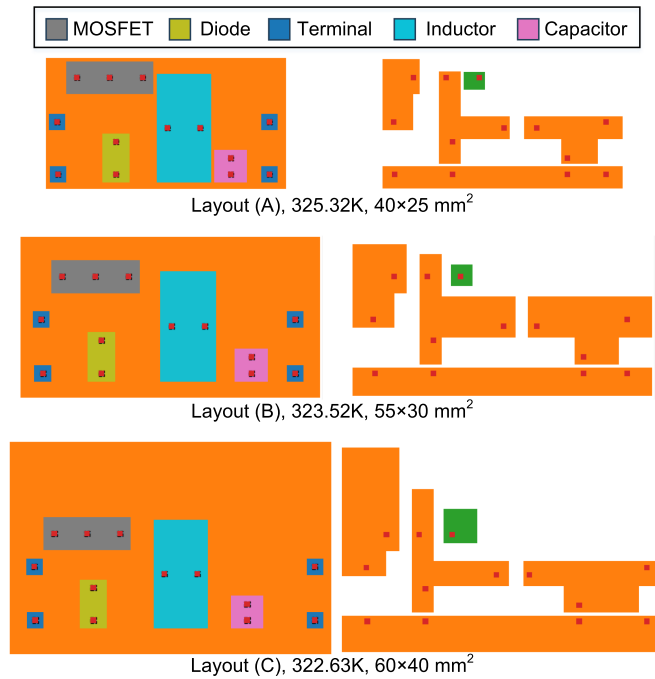 MOSFET Diode Terminal Inductor Capacitor
Layout (A), 325.32K, 40×25 mm²
Layout (B), 323.52K, 55×30 mm²
Layout (C), 322.63K, 60×40 mm²